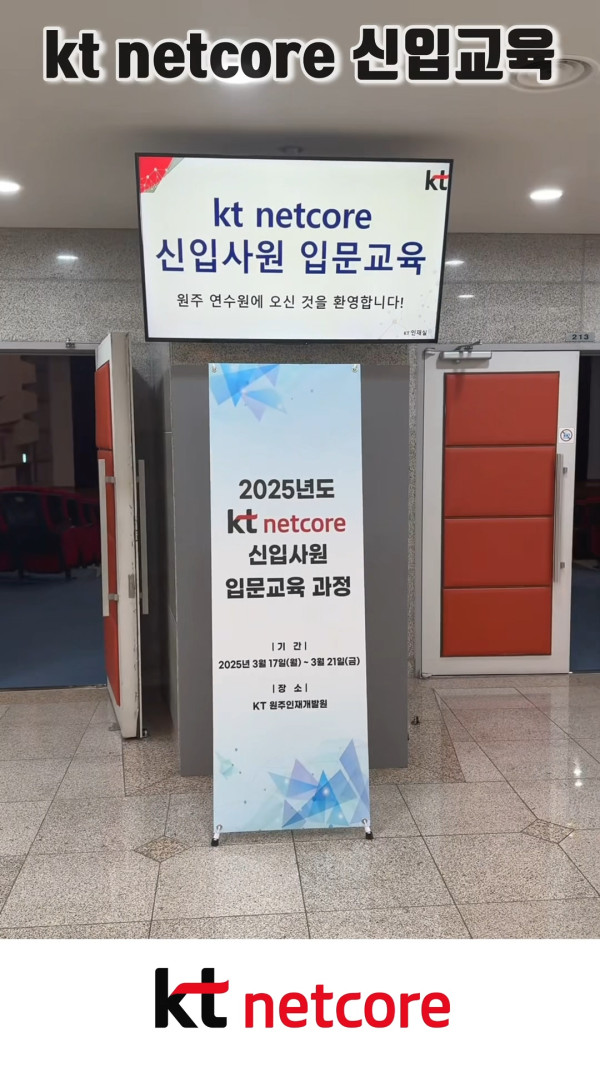 kt netcore 신입교육
kt
kt netcore
신입사원 입문교육
원주 연수원에 오신 것을 환영합니다!
KT 인재실
213
2025년도
kt netcore
신입사원
입문교육 과정
| 기 간 |
2025년 3월 17일(월) ~ 3월 21일(금)
| 장 소 |
KT 원주인재개발원
kt netcore